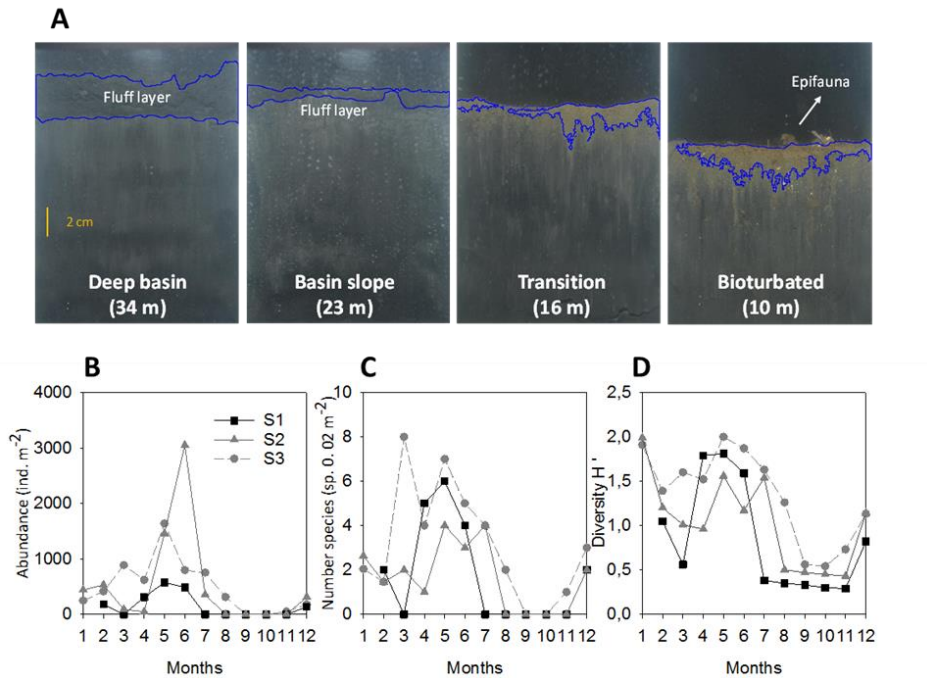 A
Fluff layer
2 cm
Deep basin
(34 m)
Fluff layer
Basin slope
(23 m)
Transition
(16 m)
Epifauna
Bioturbated
(10 m)
B
Abundance (ind. m-2)
4000
3000
2000
1000
0
S1
S2
S3
1 2 3 4 5 6 7 8 9 10 11 12
Months
C
Number species (sp. 0. 02 m-2)
10
8
6
4
2
0
1 2 3 4 5 6 7 8 9 10 11 12
Months
D
Diversity H '
2,5
2,0
1,5
1,0
0,5
0,0
1 2 3 4 5 6 7 8 9 10 11 12
Months